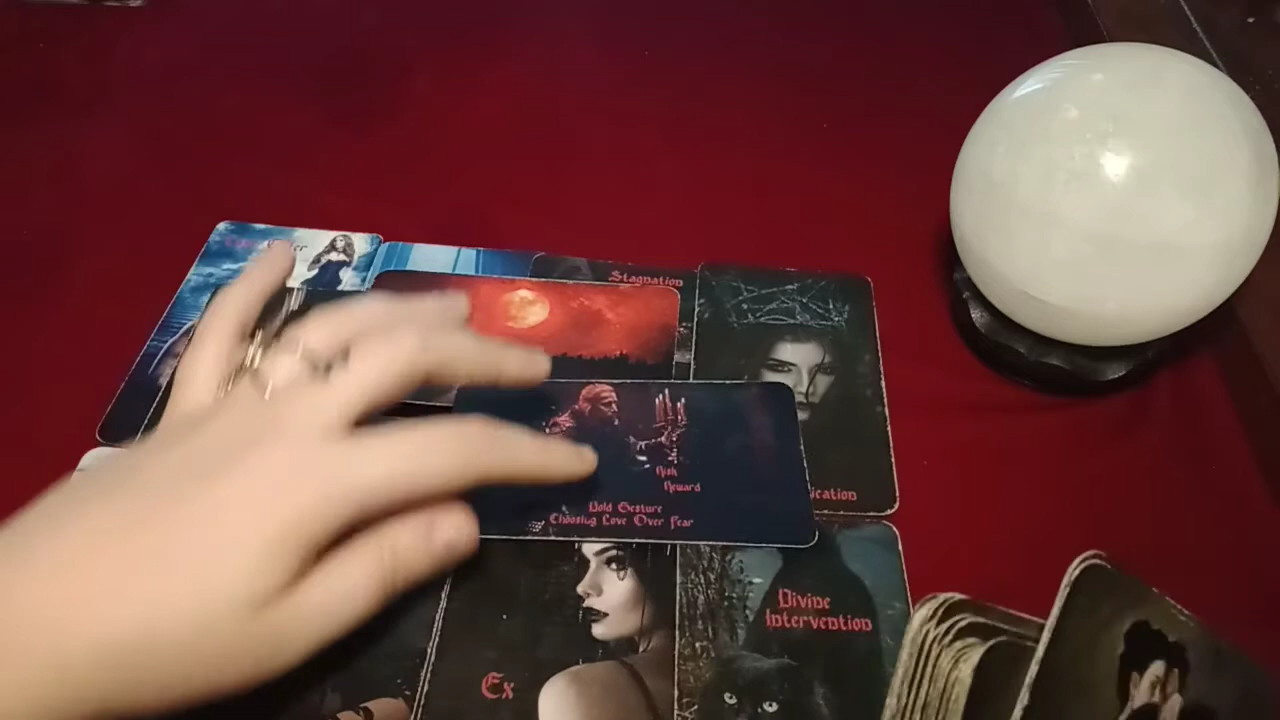 Stagnation
Risk
Reward
Bold Gesture
Choosing Love Over Fear
ication
Divine
Intervention
Ex